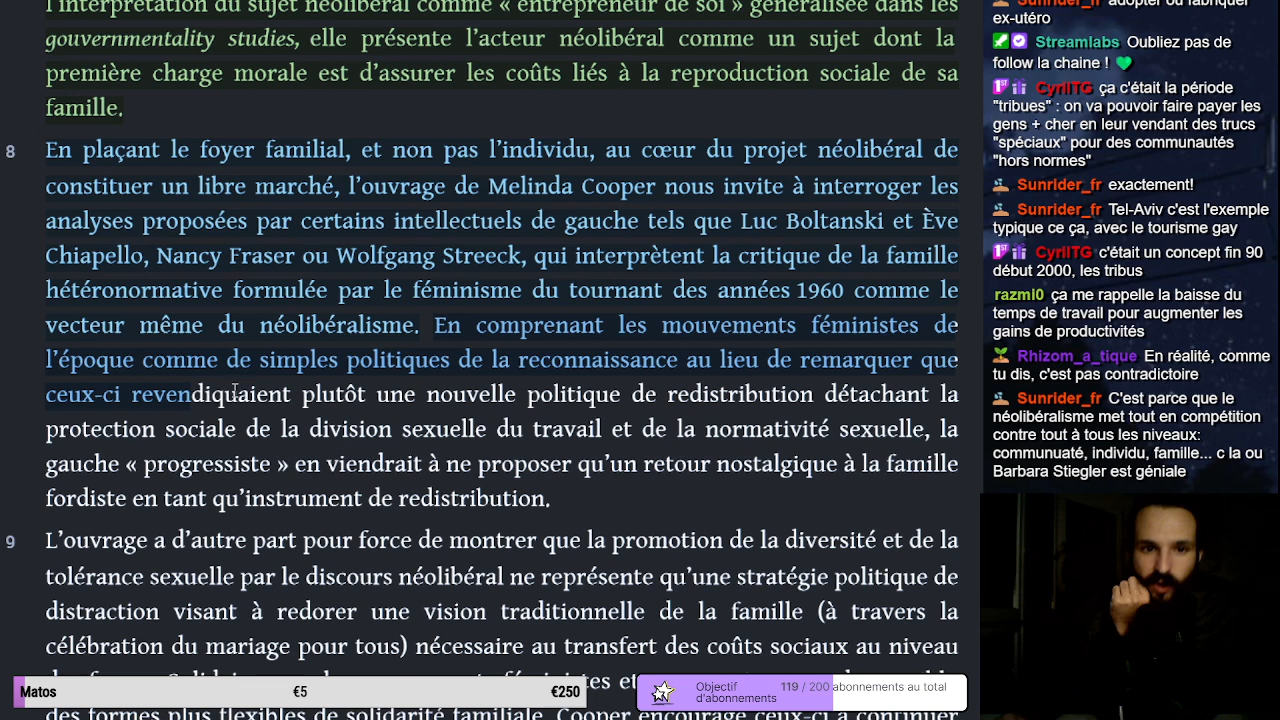 l'interprétation du sujet néolibéral comme « entrepreneur de soi » généralisée dans les
gouvernmentality studies, elle présente l'acteur néolibéral comme un sujet dont la
première charge morale est d'assurer les coûts liés à la reproduction sociale de sa
famille.
8
En plaçant le foyer familial, et non pas l'individu, au cœur du projet néolibéral de
constituer un libre marché, l'ouvrage de Melinda Cooper nous invite à interroger les
analyses proposées par certains intellectuels de gauche tels que Luc Boltanski et Ève
Chiapello, Nancy Fraser ou Wolfgang Streeck, qui interprètent la critique de la famille
hétéronormative formulée par le féminisme du tournant des années 1960 comme le
vecteur même du néolibéralisme. En comprenant les mouvements féministes de
l'époque comme de simples politiques de la reconnaissance au lieu de remarquer que
ceux-ci revendiquaient plutôt une nouvelle politique de redistribution détachant la
protection sociale de la division sexuelle du travail et de la normativité sexuelle, la
gauche « progressiste » en viendrait à ne proposer qu'un retour nostalgique à la famille
fordiste en tant qu'instrument de redistribution.
9
L'ouvrage a d'autre part pour force de montrer que la promotion de la diversité et de la
tolérance sexuelle par le discours néolibéral ne représente qu'une stratégie politique de
distraction visant à redorer une vision traditionnelle de la famille (à travers la
célébration du mariage pour tous) nécessaire au transfert des coûts sociaux au niveau
des formes plus flexibles de solidarité familiale. Cooper encourage ceux-ci à continuer
Matos
€5
€250
Objectif
d'abonnements
119 / 200 abonnements au total
Sunrider_fr adopter ou fabriquer
ex-utéro
Streamlabs Oubliez pas de
follow la chaine !
1ST CyrilTG ça c'était la période
"tribues" : on va pouvoir faire payer les
gens + cher en leur vendant des trucs
"spéciaux" pour des communautés
"hors normes"
Sunrider_fr exactement!
Sunrider_fr Tel-Aviv c'est l'exemple
typique ce ça, avec le tourisme gay
1ST CyrilTG c'était un concept fin 90
début 2000, les tribus
razmi0 ça me rappelle la baisse du
temps de travail pour augmenter les
gains de productivités
Rhizom_a_tique En réalité, comme
tu dis, c'est pas contradictoire
Sunrider_fr C'est parce que le
néolibéralisme met tout en compétition
contre tout à tous les niveaux:
communuaté, individu, famille... c la ou
Barbara Stiegler est géniale